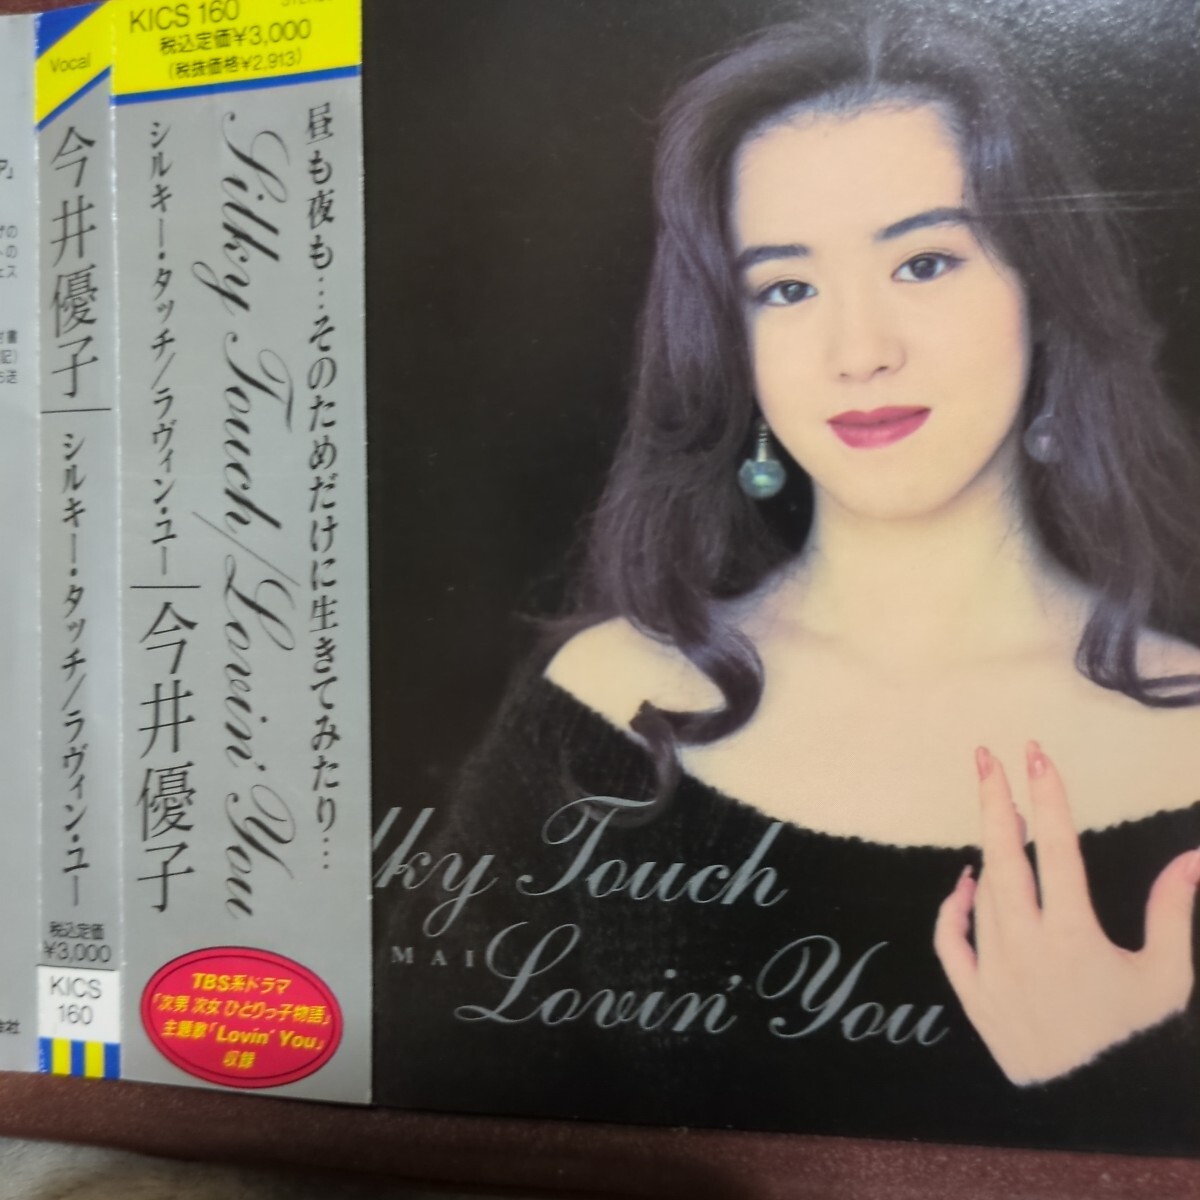 Vocal
今井優子
シルキー・タッチ/ラヴィン・ユー
税込定価
¥3,000
KICS
160
KICS 160
税込定価¥3,000
(税抜価格¥2,913)
昼も夜も…そのためだけに生きてみたり…
Silky Touch/Lovin' You
シルキー・タッチ/ラヴィン・ユー
今井優子
TBS系ドラマ
「次男 次女 ひとりっ子物語」
主題歌「Lovin' You」
収録
lky Touch
MAI
Lovin' You